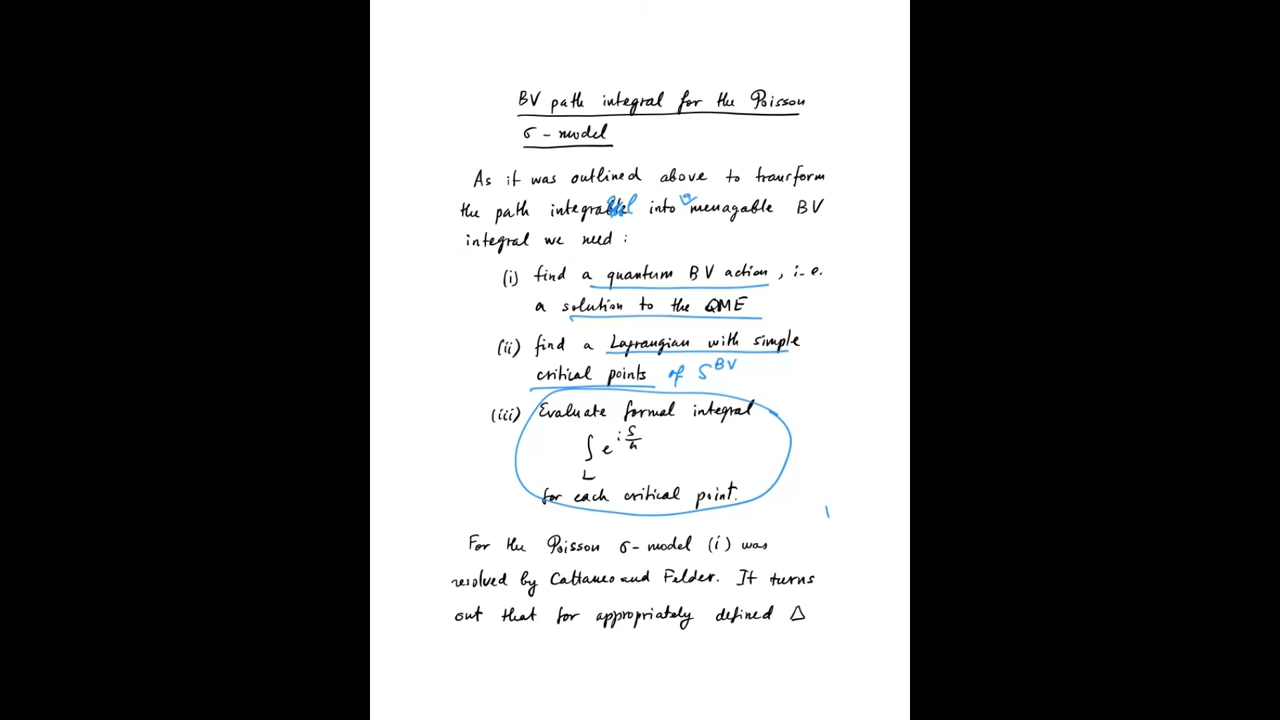 BV path integral for the Poisson
σ-model
As it was outlined above to transform
the path integral into a menagable BV
integral we need :
(i) find a quantum BV action, i.e.
a solution to the QME
(ii) find a Lagrangian with simple
critical points of S^BV
(iii) Evaluate formal integral
∫_L e^{i S/h}
for each critical point.
For the Poisson σ-model (i) was
resolved by Cattaneo and Felder. It turns
out that for appropriately defined Δ